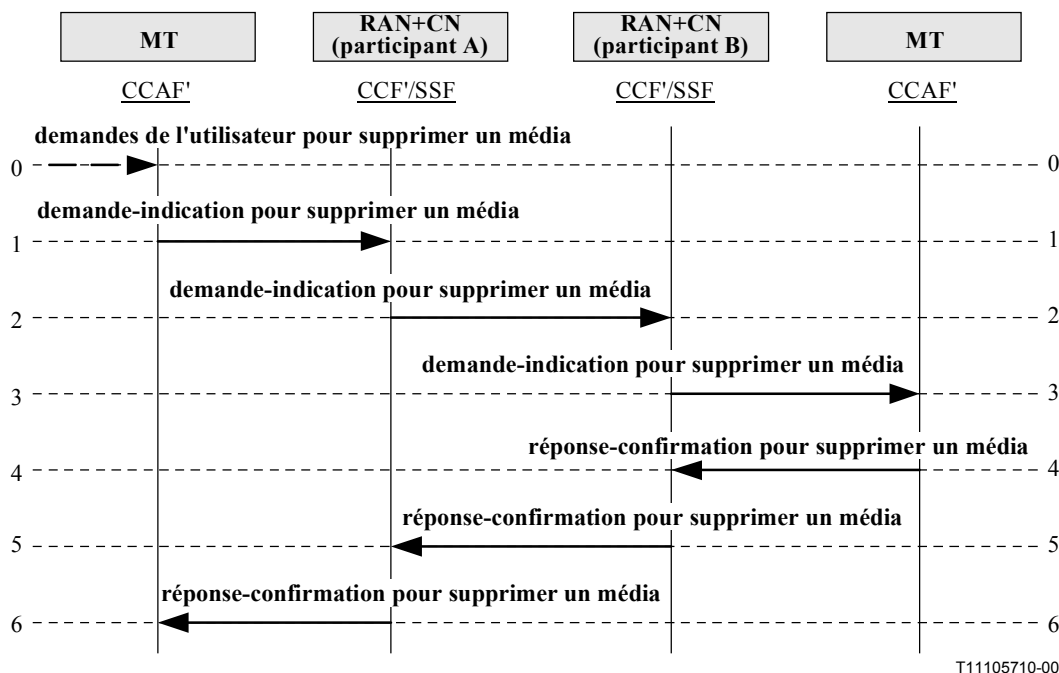 MT
RAN+CN
(participant A)
RAN+CN
(participant B)
MT
CCAF'
CCF'/SSF
CCF'/SSF
CCAF'
demandes de l'utilisateur pour supprimer un média
0 0
demande-indication pour supprimer un média
1 1
demande-indication pour supprimer un média
2 2
demande-indication pour supprimer un média
3 3
réponse-confirmation pour supprimer un média
4 4
réponse-confirmation pour supprimer un média
5 5
réponse-confirmation pour supprimer un média
6 6
T11105710-00